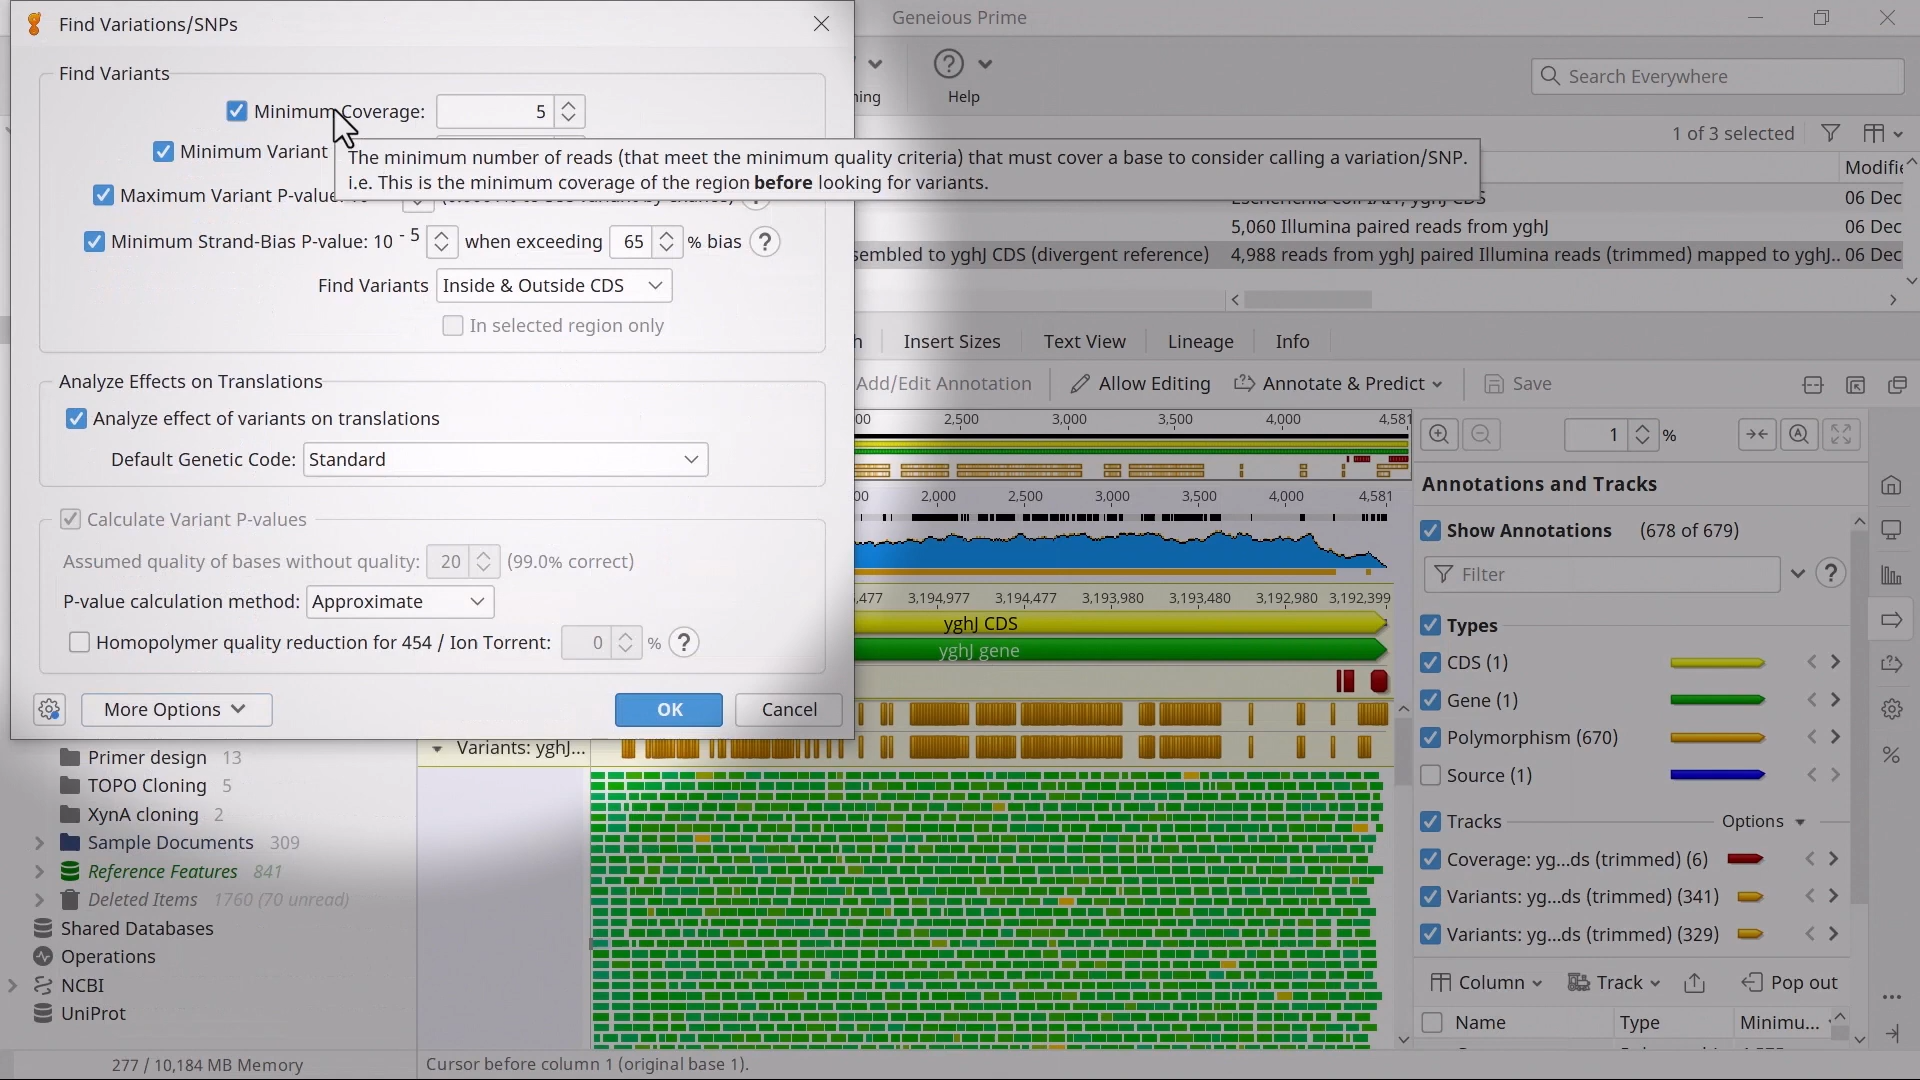 Find Variations/SNPs
Geneious Prime
Find Variants
Minimum Coverage: 5
Help
Search Everywhere
1 of 3 selected
Minimum Variant
The minimum number of reads (that meet the minimum quality criteria) that must cover a base to consider calling a variation/SNP.
i.e. This is the minimum coverage of the region before looking for variants.
Maximum Variant P-value: 10
06 Dec
5,060 Illumina paired reads from yghJ
06 Dec
Minimum Strand-Bias P-value: 10 - 5 when exceeding 65 % bias ?
sembled to yghJ CDS (divergent reference) 4,988 reads from yghJ paired Illumina reads (trimmed) mapped to yghJ.. 06 Dec
Find Variants Inside & Outside CDS
In selected region only
Insert Sizes Text View Lineage Info
Analyze Effects on Translations
Add/Edit Annotation Allow Editing Annotate & Predict Save
Analyze effect of variants on translations
2,500 3,000 3,500 4,000 4,581
1 %
Default Genetic Code: Standard
Annotations and Tracks
2,000 2,500 3,000 3,500 4,000 4,581
Calculate Variant P-values
Show Annotations (678 of 679)
Assumed quality of bases without quality: 20 (99.0% correct)
Filter ?
P-value calculation method: Approximate
,477 3,194,977 3,194,477 3,193,980 3,193,480 3,192,980 3,192,399
yghJ CDS
Types
Homopolymer quality reduction for 454 / Ion Torrent: 0 % ?
yghJ gene
CDS (1)
Gene (1)
More Options OK Cancel
Polymorphism (670)
Variants: yghJ...
Source (1)
Primer design 13
TOPO Cloning 5
XynA cloning 2
Tracks Options
Sample Documents 309
Coverage: yg...ds (trimmed) (6)
Reference Features 841
Variants: yg...ds (trimmed) (341)
Deleted Items 1760 (70 unread)
Shared Databases
Variants: yg...ds (trimmed) (329)
Operations
NCBI
Column Track Pop out
UniProt
Name Type Minimu...
277 / 10,184 MB Memory
Cursor before column 1 (original base 1).